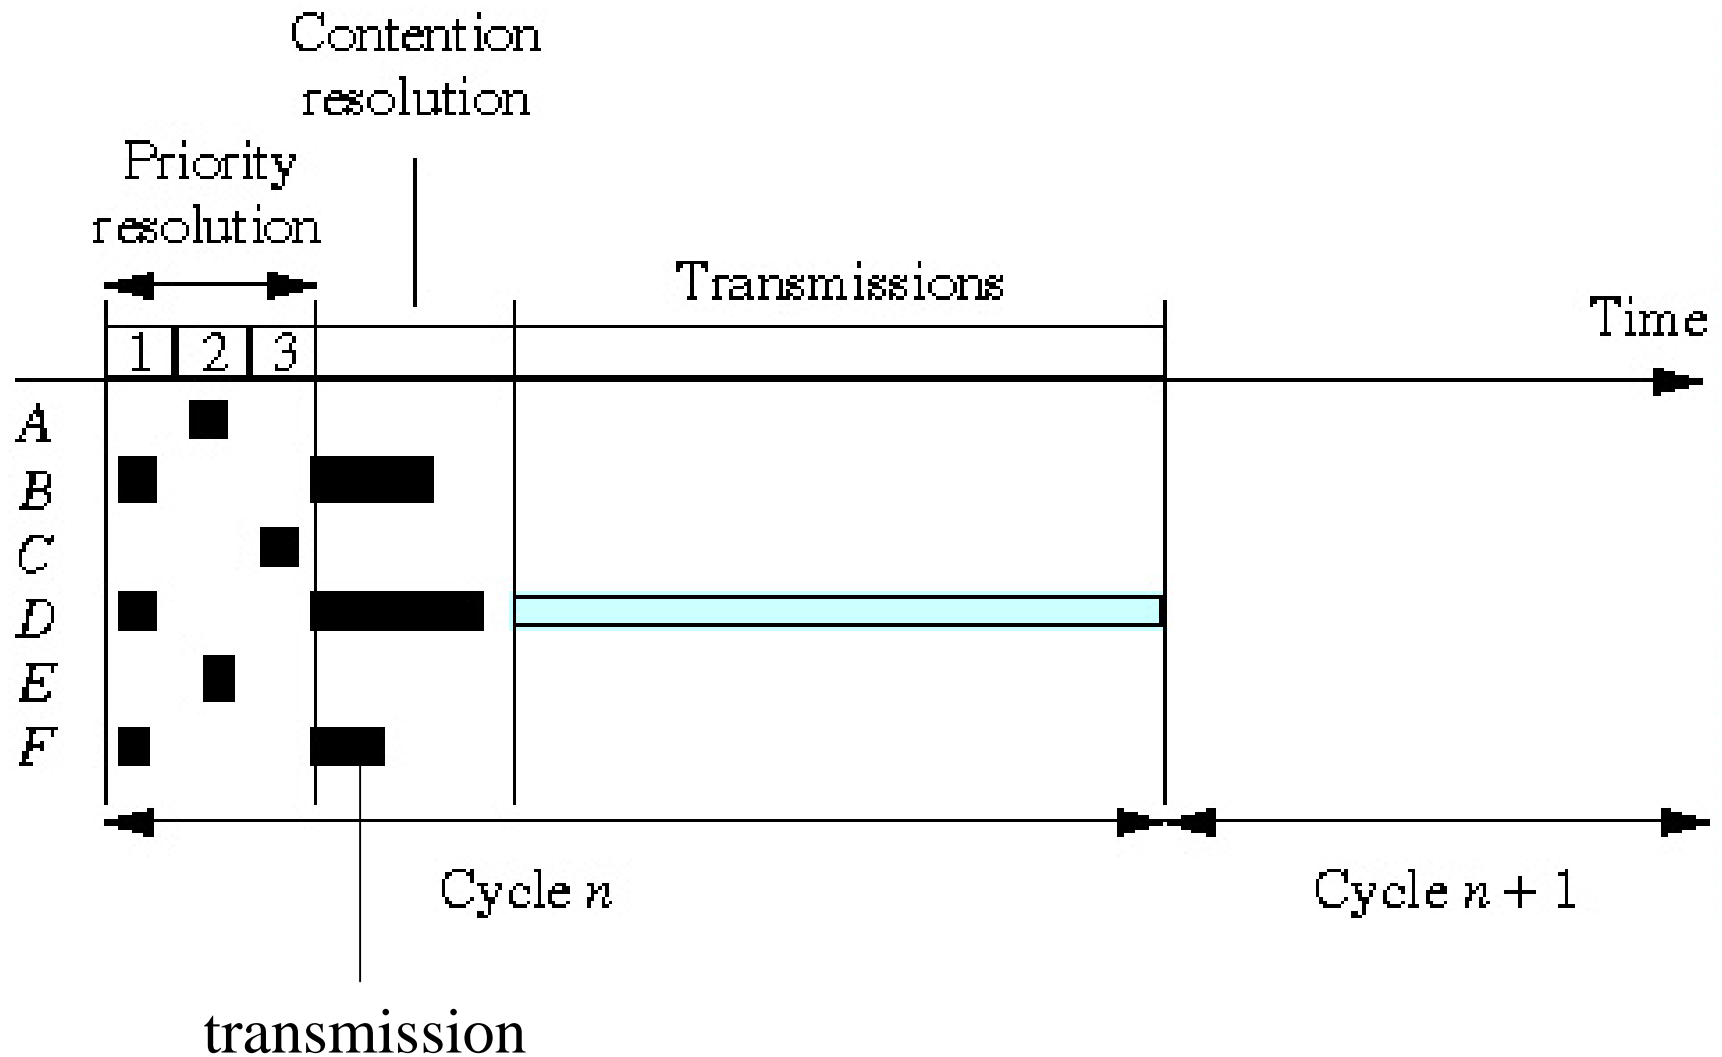 Contention
resolution
Priority
resolution
Transmissions
Time
1 2 3
A
B
C
D
E
F
Cycle n
Cycle n + 1
transmission